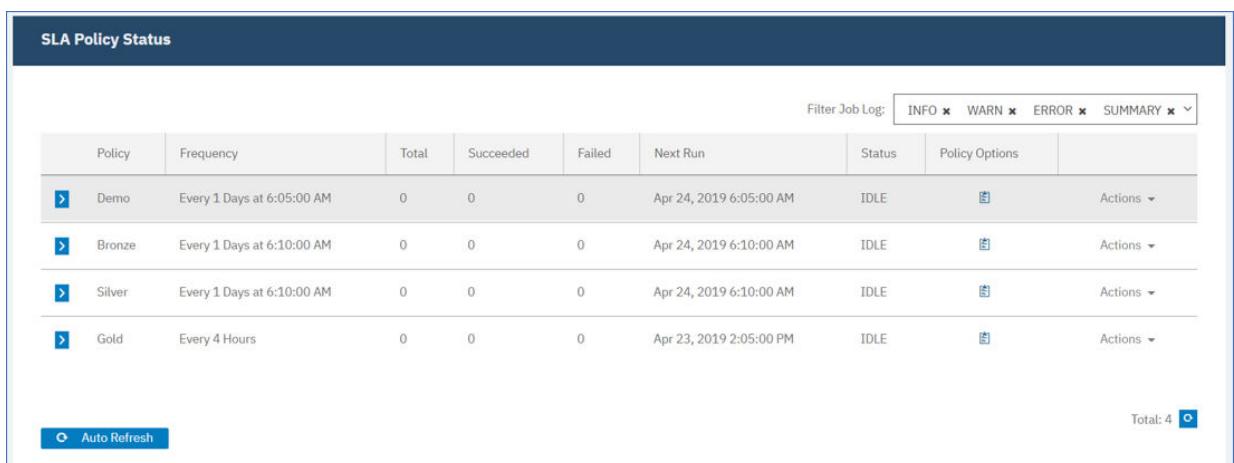 SLA Policy Status
Filter Job Log: INFO × WARN × ERROR × SUMMARY ×
Policy Frequency Total Succeeded Failed Next Run Status Policy Options
Demo Every 1 Days at 6:05:00 AM 0 0 0 Apr 24, 2019 6:05:00 AM IDLE Actions
Bronze Every 1 Days at 6:10:00 AM 0 0 0 Apr 24, 2019 6:10:00 AM IDLE Actions
Silver Every 1 Days at 6:10:00 AM 0 0 0 Apr 24, 2019 6:10:00 AM IDLE Actions
Gold Every 4 Hours 0 0 0 Apr 23, 2019 2:05:00 PM IDLE Actions
Total: 4
Auto Refresh